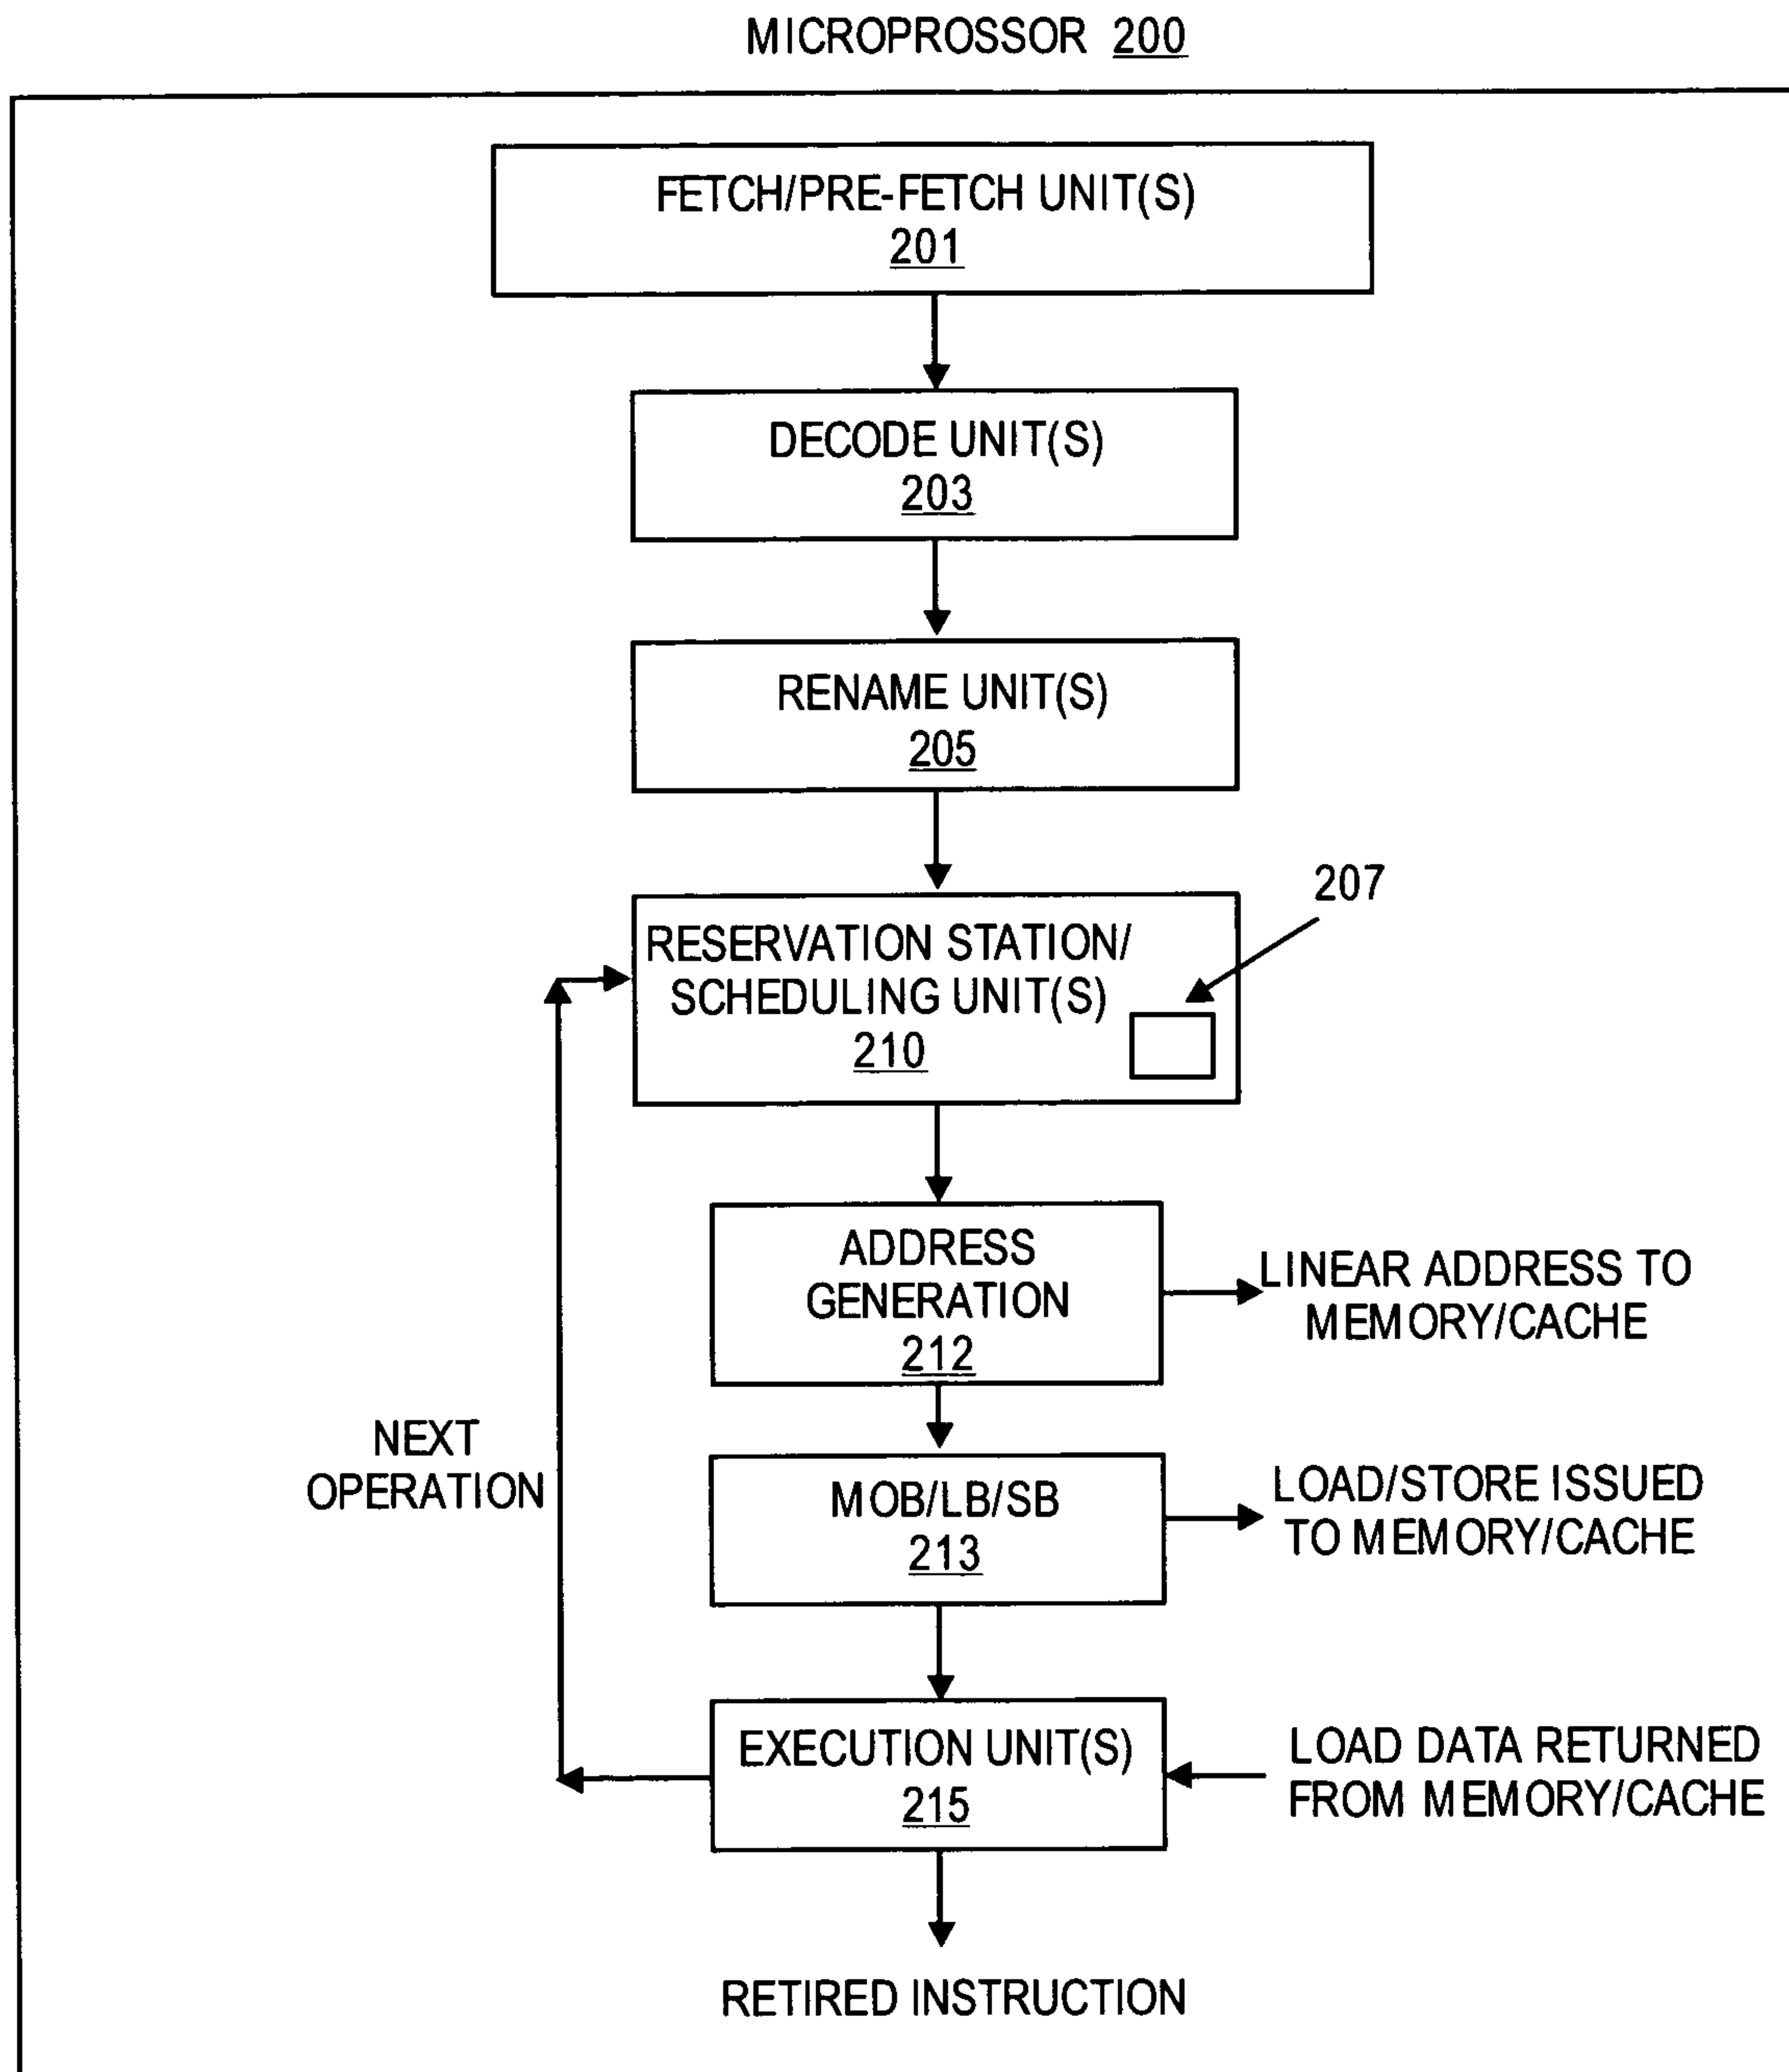 MICROPROSSOR 200
FETCH/PRE-FETCH UNIT(S)
201
DECODE UNIT(S)
203
RENAME UNIT(S)
205
207
RESERVATION STATION/
SCHEDULING UNIT(S)
210
ADDRESS
GENERATION
212
LINEAR ADDRESS TO
MEMORY/CACHE
NEXT
OPERATION
MOB/LB/SB
213
LOAD/STORE ISSUED
TO MEMORY/CACHE
EXECUTION UNIT(S)
215
LOAD DATA RETURNED
FROM MEMORY/CACHE
RETIRED INSTRUCTION